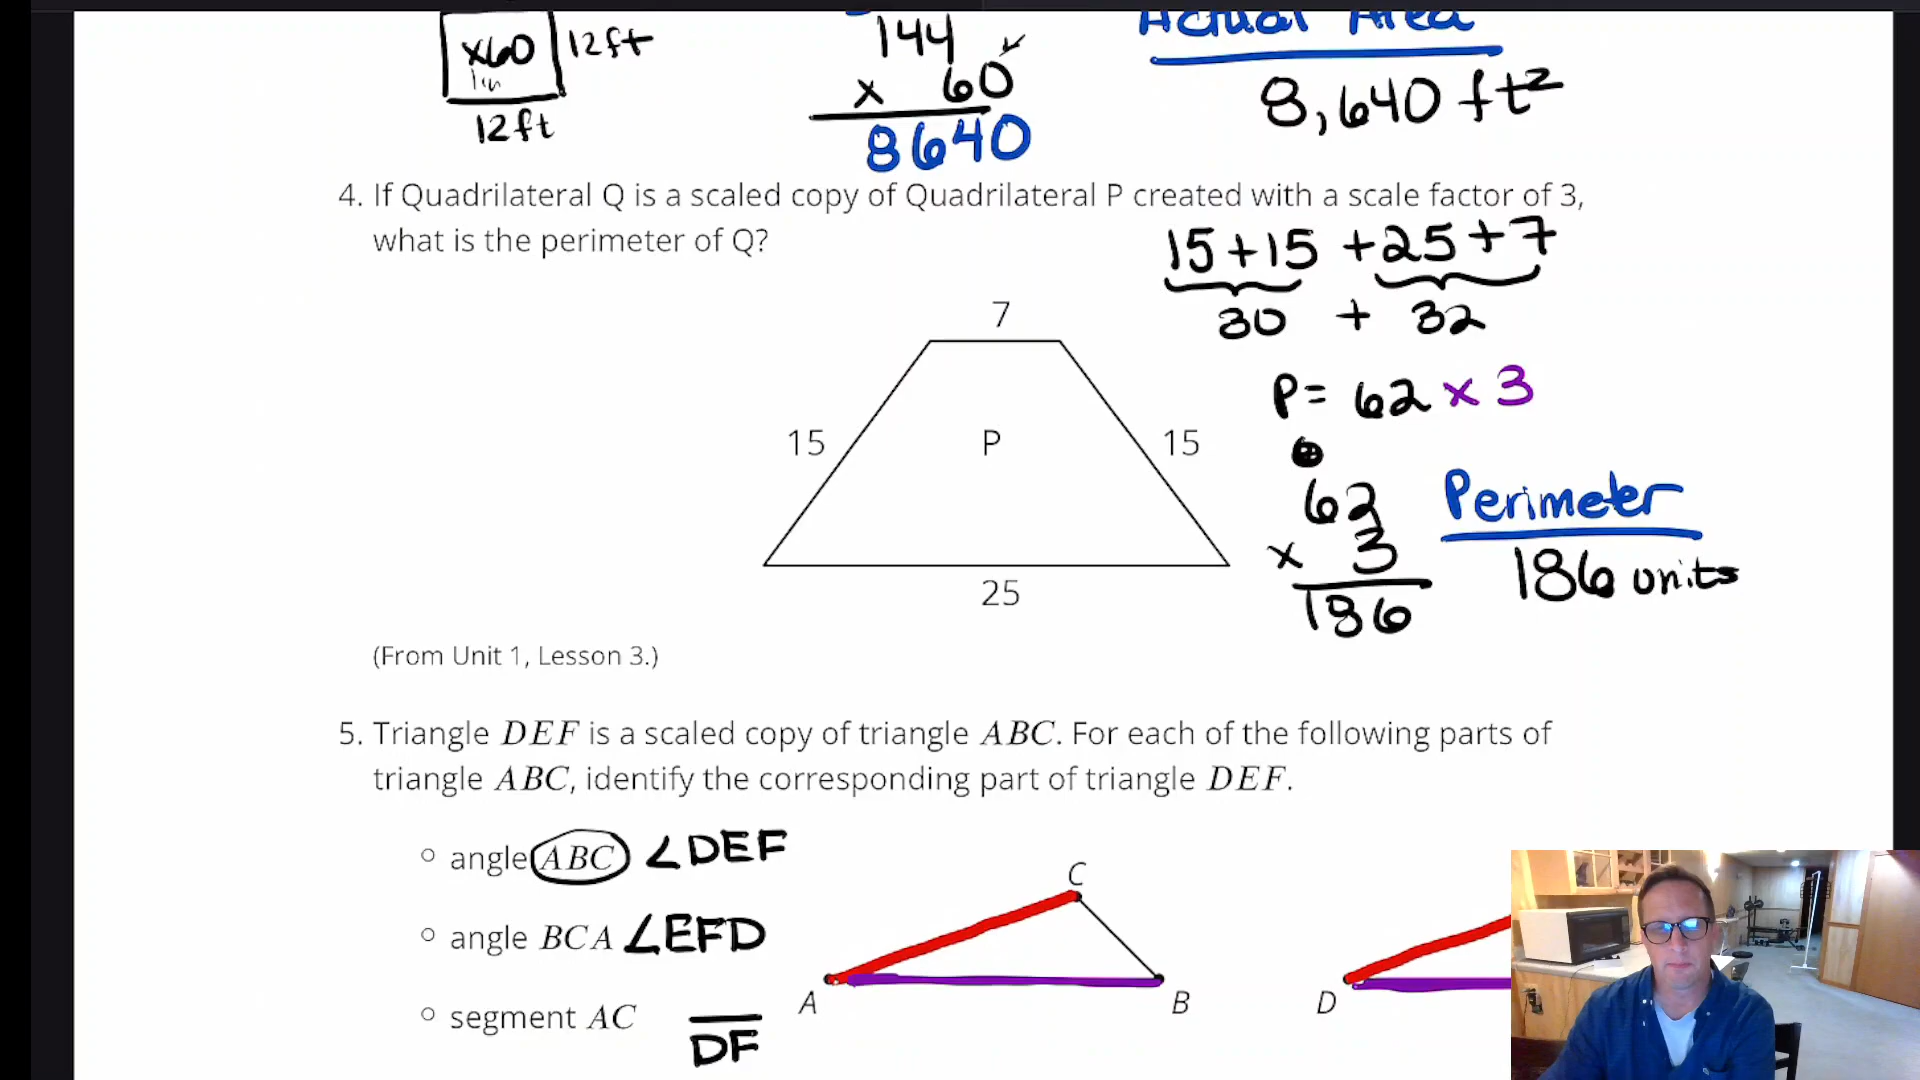 Actual Area
x60
1in
12ft
144
x 60
8,640 ft²
12ft
8640
4. If Quadrilateral Q is a scaled copy of Quadrilateral P created with a scale factor of 3,
what is the perimeter of Q?
15+15 +25+7
30 + 32
7
P= 62 x 3
15
P
15
62
x 3
186
Perimeter
186 units
25
(From Unit 1, Lesson 3.)
5. Triangle DEF is a scaled copy of triangle ABC. For each of the following parts of
triangle ABC, identify the corresponding part of triangle DEF.
angle ABC ∠DEF
angle BCA ∠EFD
segment AC DF
C
A
B
D